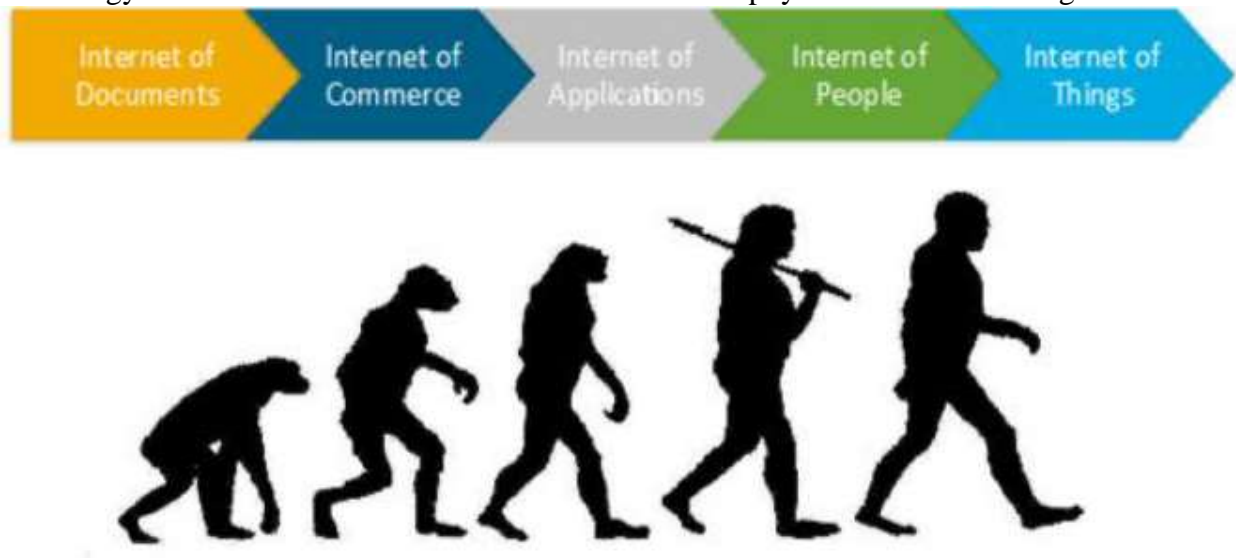 Internet of
Documents
Internet of
Commerce
Internet of
Applications
Internet of
People
Internet of
Things